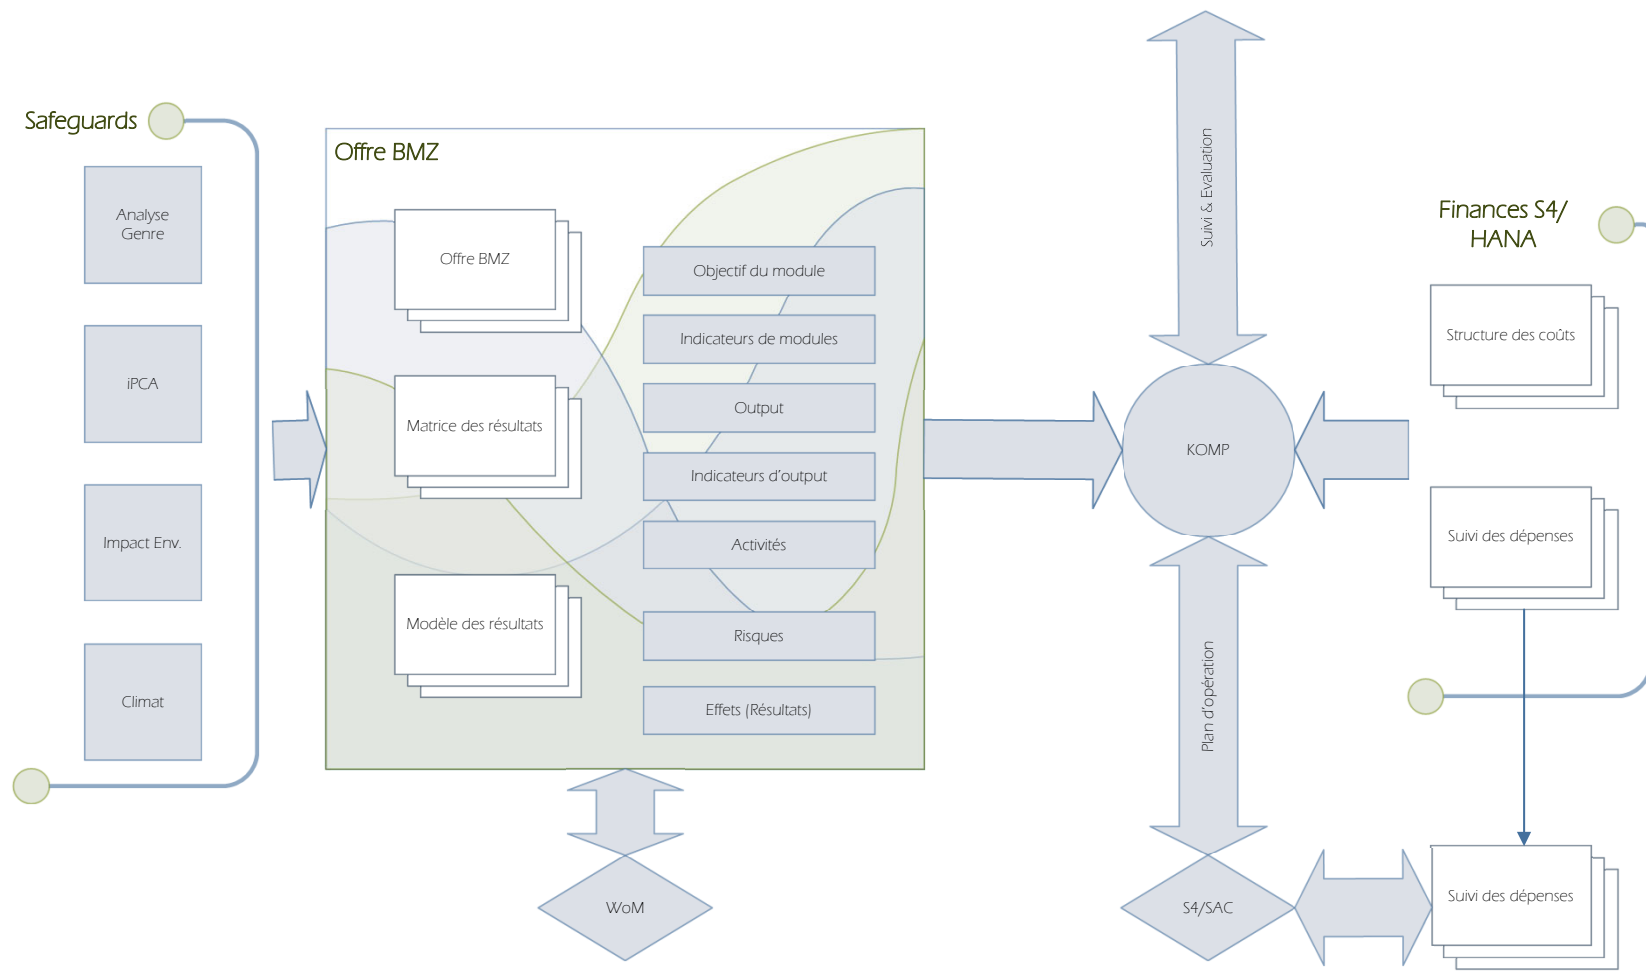 Safeguards
Analyse
Genre
iPCA
Impact Env.
Climat
Offre BMZ
Offre BMZ
Matrice des résultats
Modèle des résultats
Objectif du module
Indicateurs de modules
Output
Indicateurs d'output
Activités
Risques
Effets (Résultats)
WoM
Suivi & Evaluation
KOMP
Plan d'opération
S4/SAC
Finances S4/
HANA
Structure des coûts
Suivi des dépenses
Suivi des dépenses